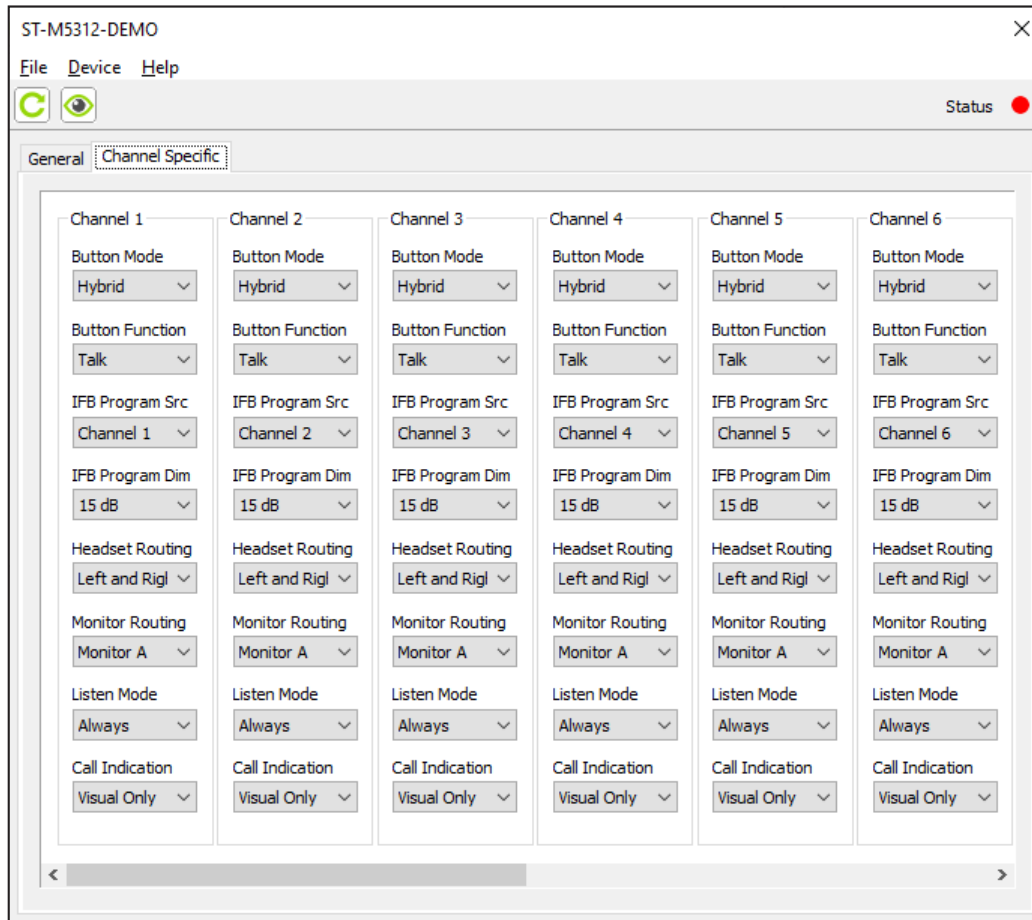 ST-M5312-DEMO
File Device Help
Status
General Channel Specific
Channel 1 Channel 2 Channel 3 Channel 4 Channel 5 Channel 6
Button Mode Button Mode Button Mode Button Mode Button Mode Button Mode
Hybrid Hybrid Hybrid Hybrid Hybrid Hybrid
Button Function Button Function Button Function Button Function Button Function Button Function
Talk Talk Talk Talk Talk Talk
IFB Program Src IFB Program Src IFB Program Src IFB Program Src IFB Program Src IFB Program Src
Channel 1 Channel 2 Channel 3 Channel 4 Channel 5 Channel 6
IFB Program Dim IFB Program Dim IFB Program Dim IFB Program Dim IFB Program Dim IFB Program Dim
15 dB 15 dB 15 dB 15 dB 15 dB 15 dB
Headset Routing Headset Routing Headset Routing Headset Routing Headset Routing Headset Routing
Left and Rigl Left and Rigl Left and Rigl Left and Rigl Left and Rigl Left and Rigl
Monitor Routing Monitor Routing Monitor Routing Monitor Routing Monitor Routing Monitor Routing
Monitor A Monitor A Monitor A Monitor A Monitor A Monitor A
Listen Mode Listen Mode Listen Mode Listen Mode Listen Mode Listen Mode
Always Always Always Always Always Always
Call Indication Call Indication Call Indication Call Indication Call Indication Call Indication
Visual Only Visual Only Visual Only Visual Only Visual Only Visual Only